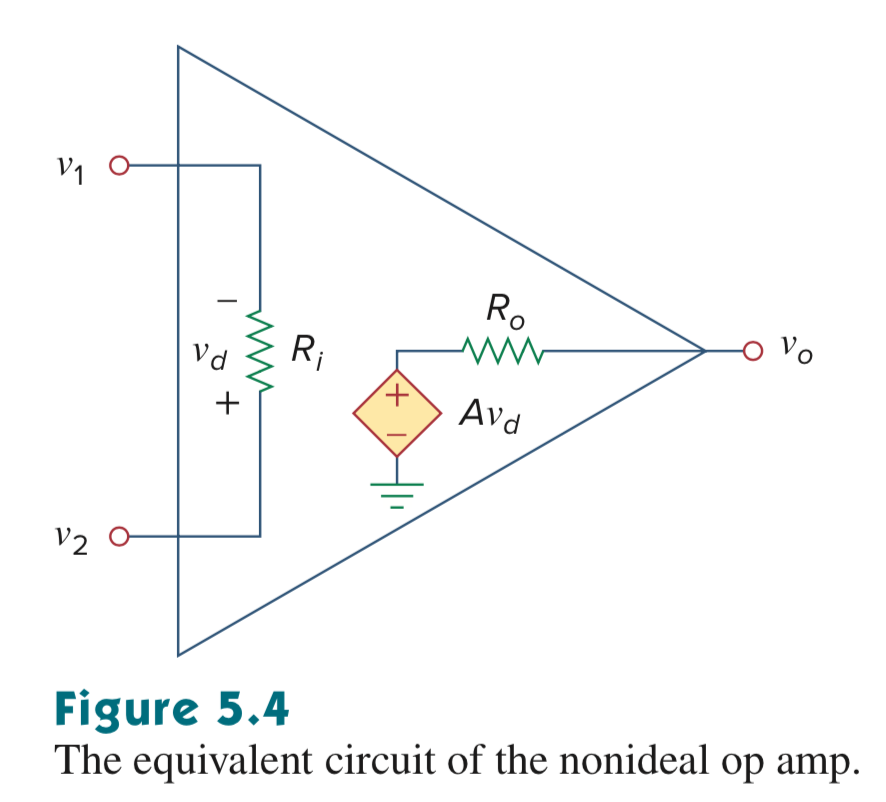 v1
−
Ro
vd
Ri
vo
+
+
Avd
−
v2
Figure 5.4
The equivalent circuit of the nonideal op amp.